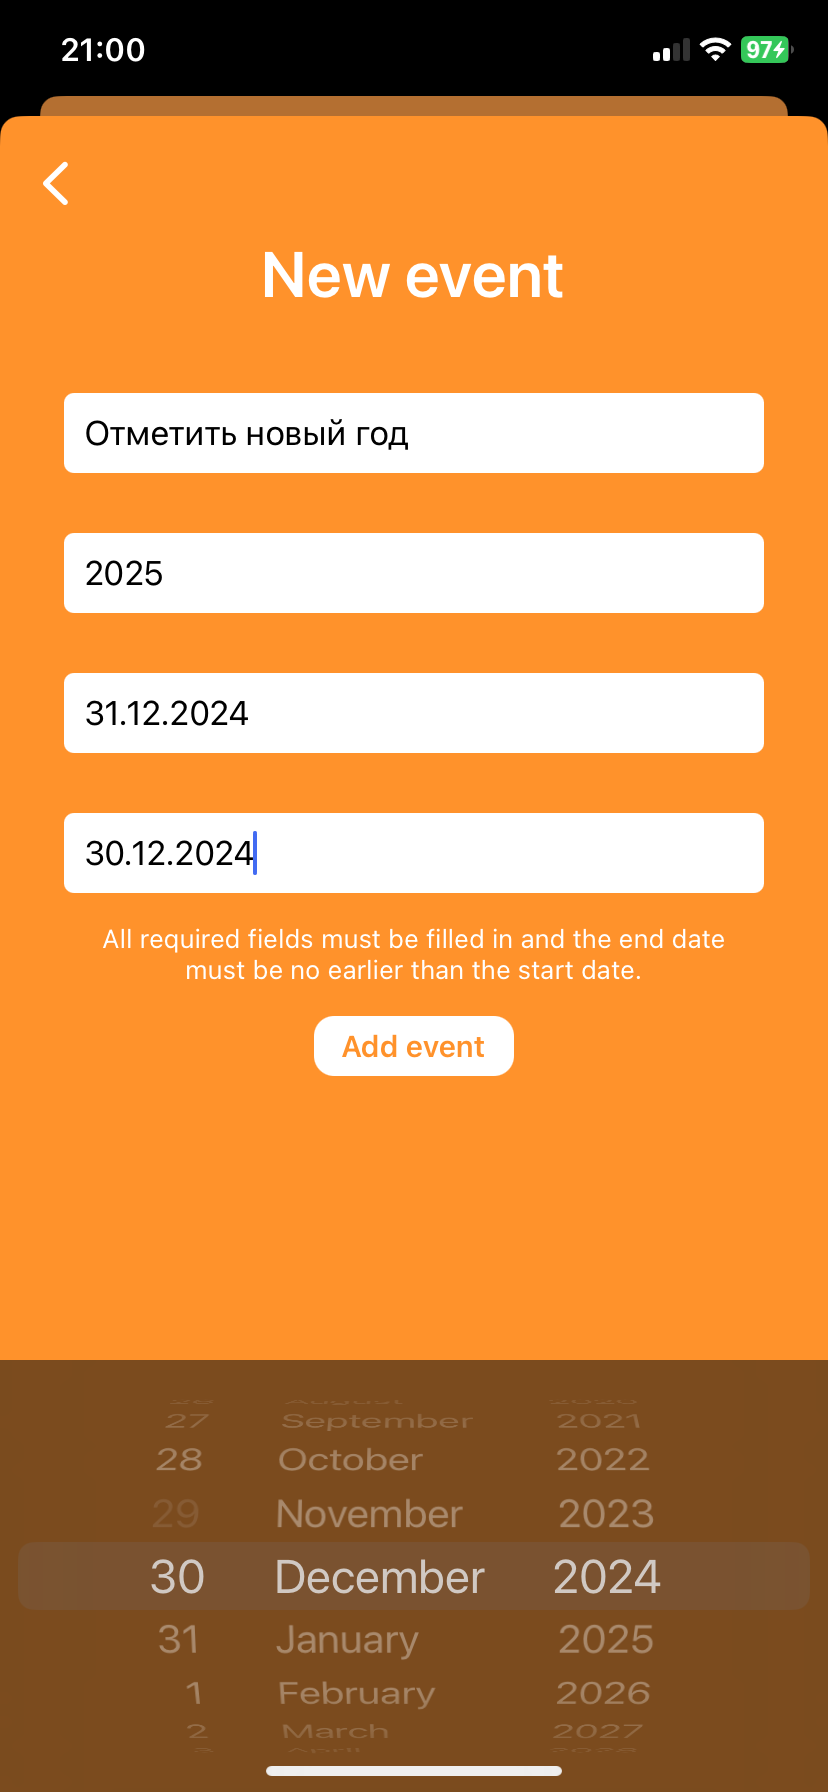 21:00
97
New event
Отметить новый год
2025
31.12.2024
30.12.2024
All required fields must be filled in and the end date
must be no earlier than the start date.
Add event
27 September 2021
28 October 2022
29 November 2023
30 December 2024
31 January 2025
1 February 2026
2 March 2027